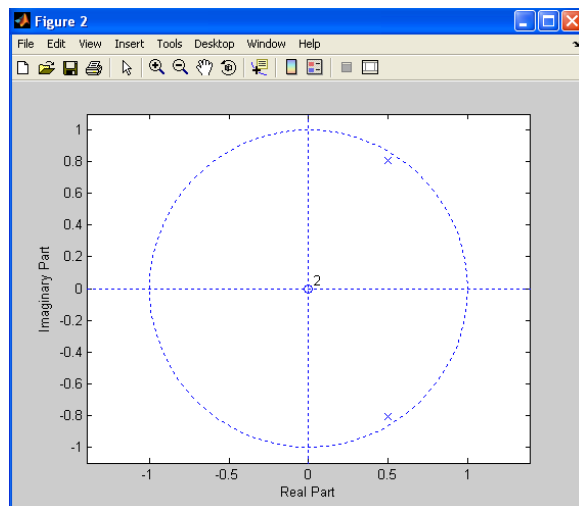 Figure 2
File Edit View Insert Tools Desktop Window Help
1
0.8
0.6
0.4
0.2
0
-0.2
-0.4
-0.6
-0.8
-1
Imaginary Part
2
-1 -0.5 0 0.5 1
Real Part